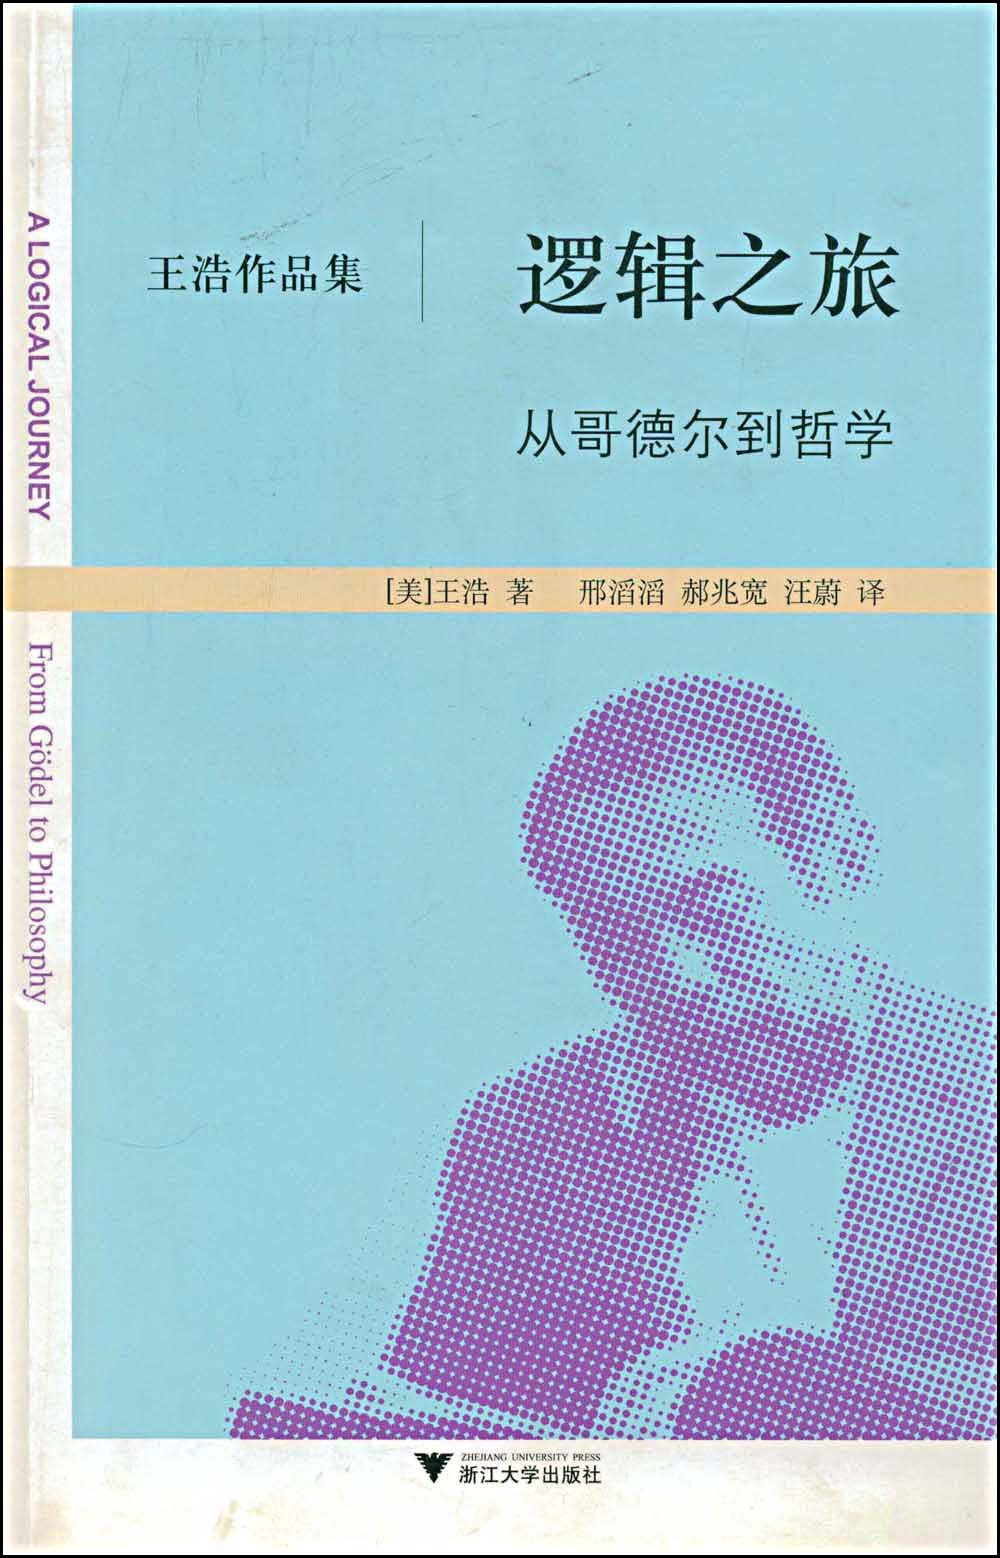 王浩作品集
逻辑之旅
从哥德尔到哲学
[美]王浩 著 邢滔滔 郝兆宽 汪蔚 译
A LOGICAL JOURNEY
From Gödel to Philosophy
ZHEJIANG UNIVERSITY PRESS
浙江大学出版社